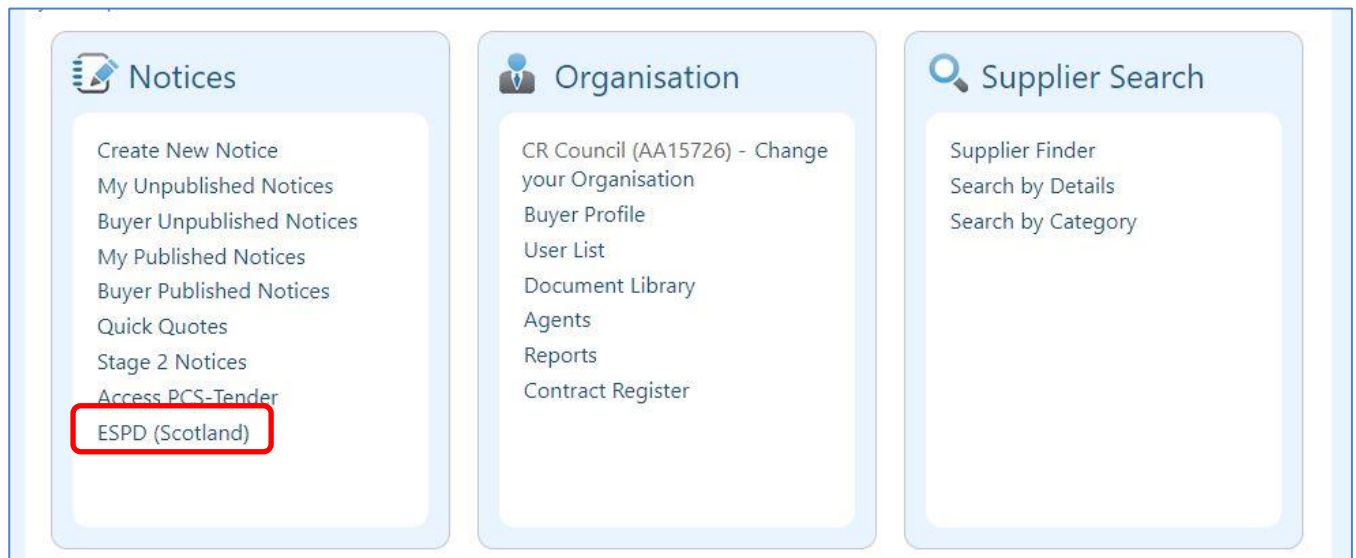 Notices
Create New Notice
My Unpublished Notices
Buyer Unpublished Notices
My Published Notices
Buyer Published Notices
Quick Quotes
Stage 2 Notices
Access PCS-Tender
ESPD (Scotland)
Organisation
CR Council (AA15726) - Change
your Organisation
Buyer Profile
User List
Document Library
Agents
Reports
Contract Register
Supplier Search
Supplier Finder
Search by Details
Search by Category